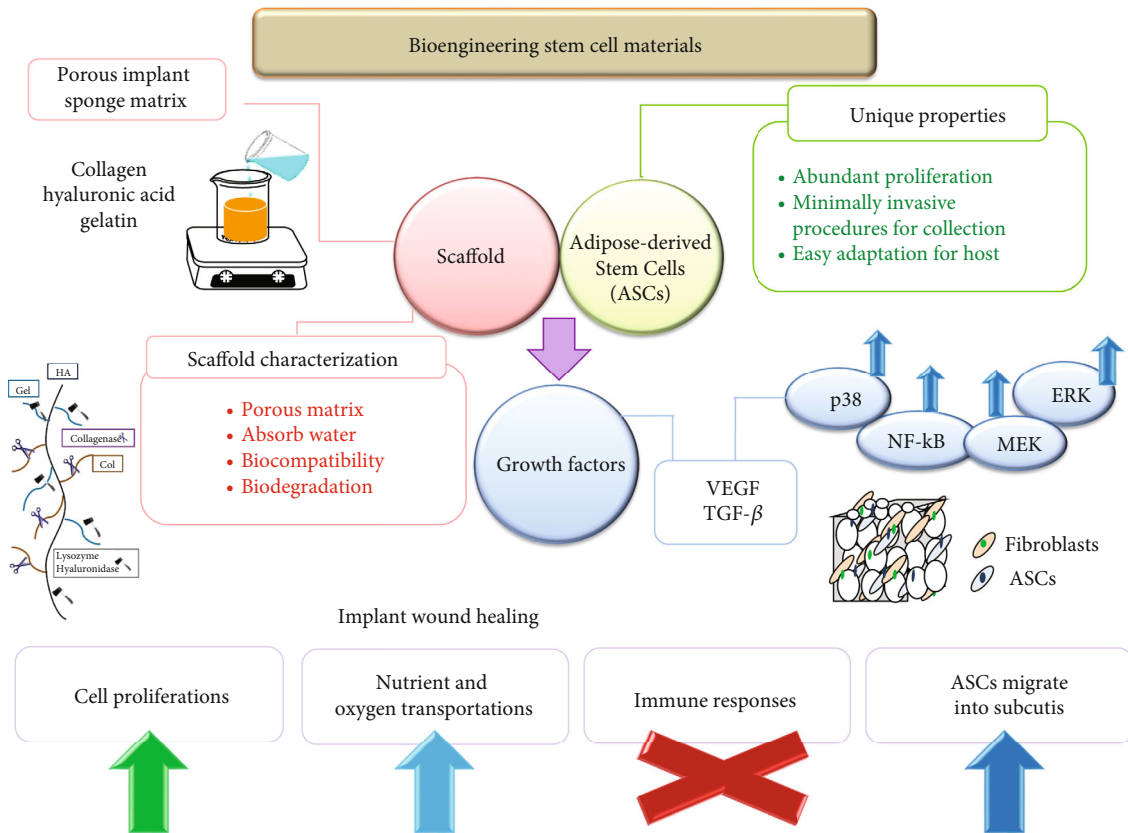 Bioengineering stem cell materials
Porous implant
sponge matrix
Collagen
hyaluronic acid
gelatin
Scaffold
Adipose-derived
Stem Cells
(ASCs)
Unique properties
• Abundant proliferation
• Minimally invasive
procedures for collection
• Easy adaptation for host
Scaffold characterization
• Porous matrix
• Absorb water
• Biocompatibility
• Biodegradation
HA
Gel
Collagenase
Col
Lysozyme
Hyaluronidase
Growth factors
VEGF
TGF-β
p38
NF-kB
MEK
ERK
Fibroblasts
ASCs
Implant wound healing
Cell proliferations
Nutrient and
oxygen transportations
Immune responses
ASCs migrate
into subcutis